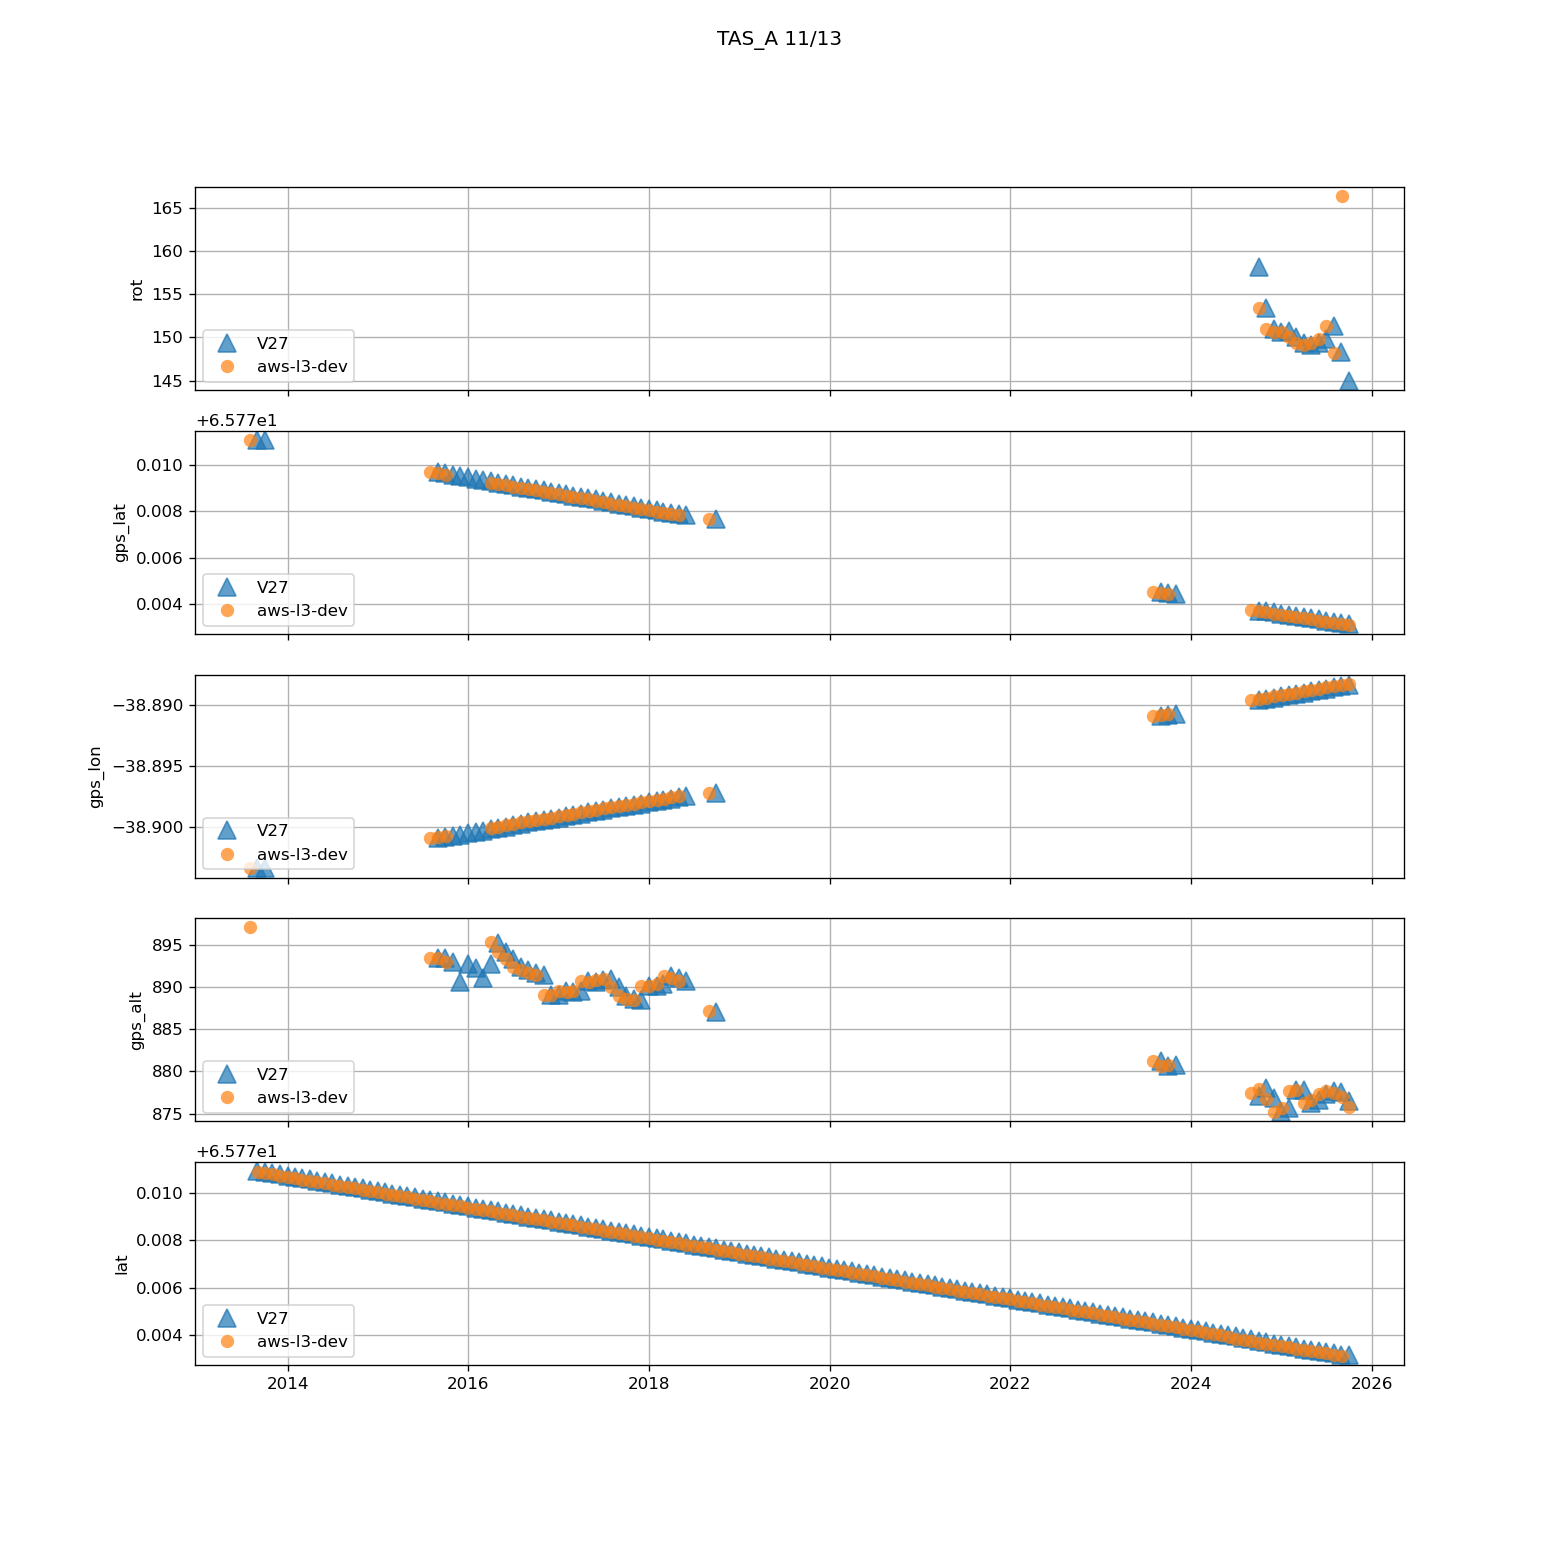 TAS_A 11/13
165
160
155
150
145
rot
V27
aws-l3-dev
+6.577e1
0.010
0.008
0.006
0.004
gps_lat
V27
aws-l3-dev
−38.890
−38.895
−38.900
gps_lon
V27
aws-l3-dev
895
890
885
880
875
gps_alt
V27
aws-l3-dev
+6.577e1
0.010
0.008
0.006
0.004
lat
V27
aws-l3-dev
2014 2016 2018 2020 2022 2024 2026